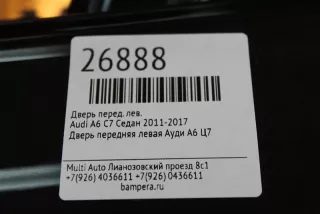 26888
Дверь перед. лев.
Audi A6 C7 Седан 2011-2017
Дверь передняя левая Ауди А6 Ц7
Multi Auto Лианозовский проезд 8с1
+7(926) 4036611 +7(926) 0436611
bampera.ru